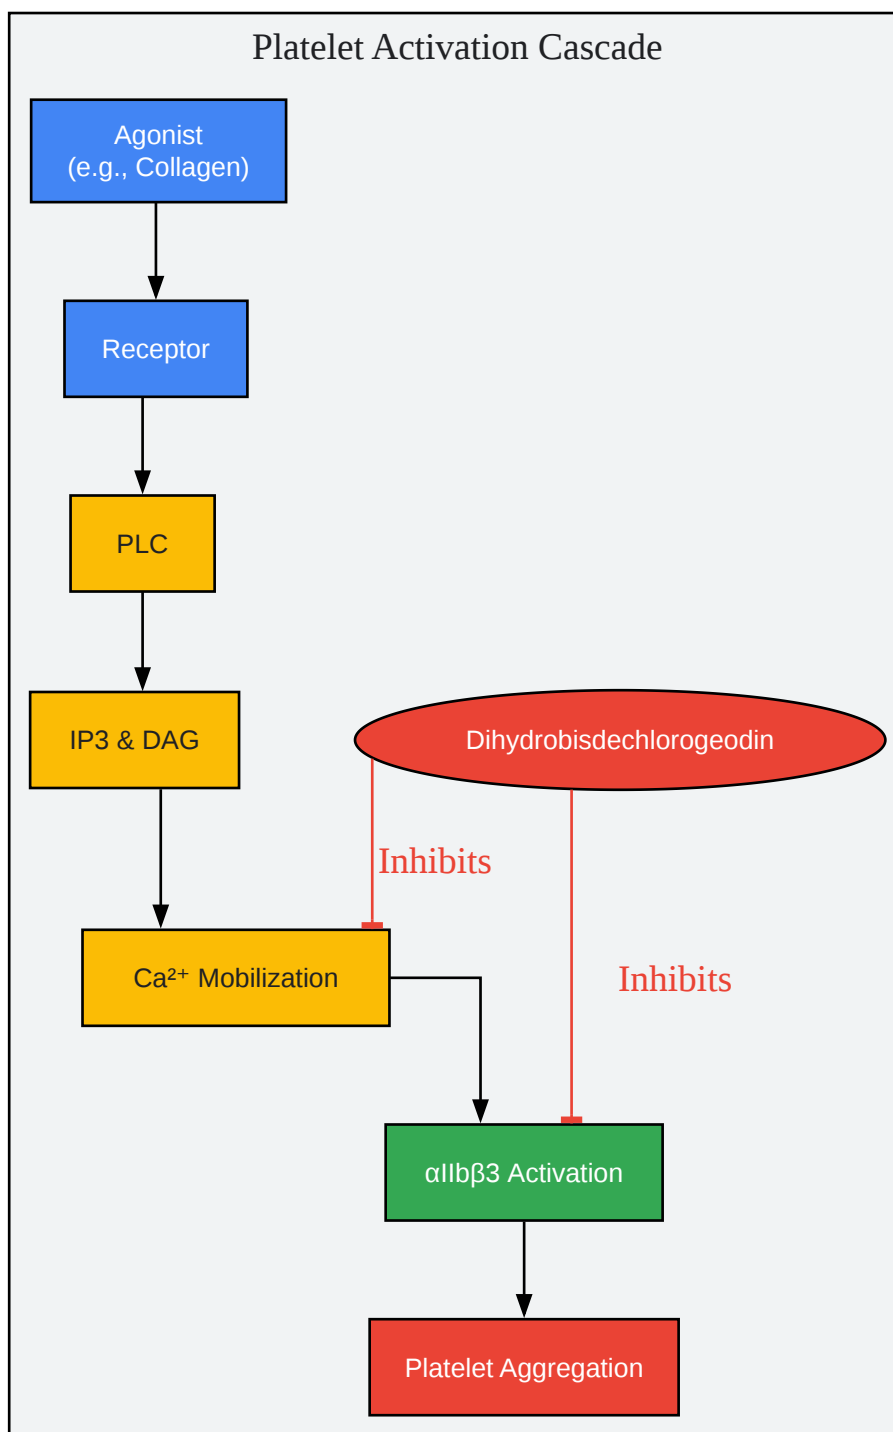 Platelet Activation Cascade
Agonist
(e.g., Collagen)
Receptor
PLC
IP3 & DAG
Dihydrobisdechlorogeodin
Inhibits
Ca²⁺ Mobilization
Inhibits
αIIbβ3 Activation
Platelet Aggregation